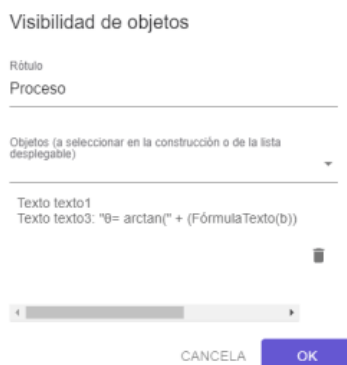 Visibilidad de objetos
Rótulo
Proceso
Objetos (a seleccionar en la construcción o de la lista
desplegable)
Texto texto1
Texto texto3: "θ= arctan(" + (FórmulaTexto(b))
CANCELA
OK